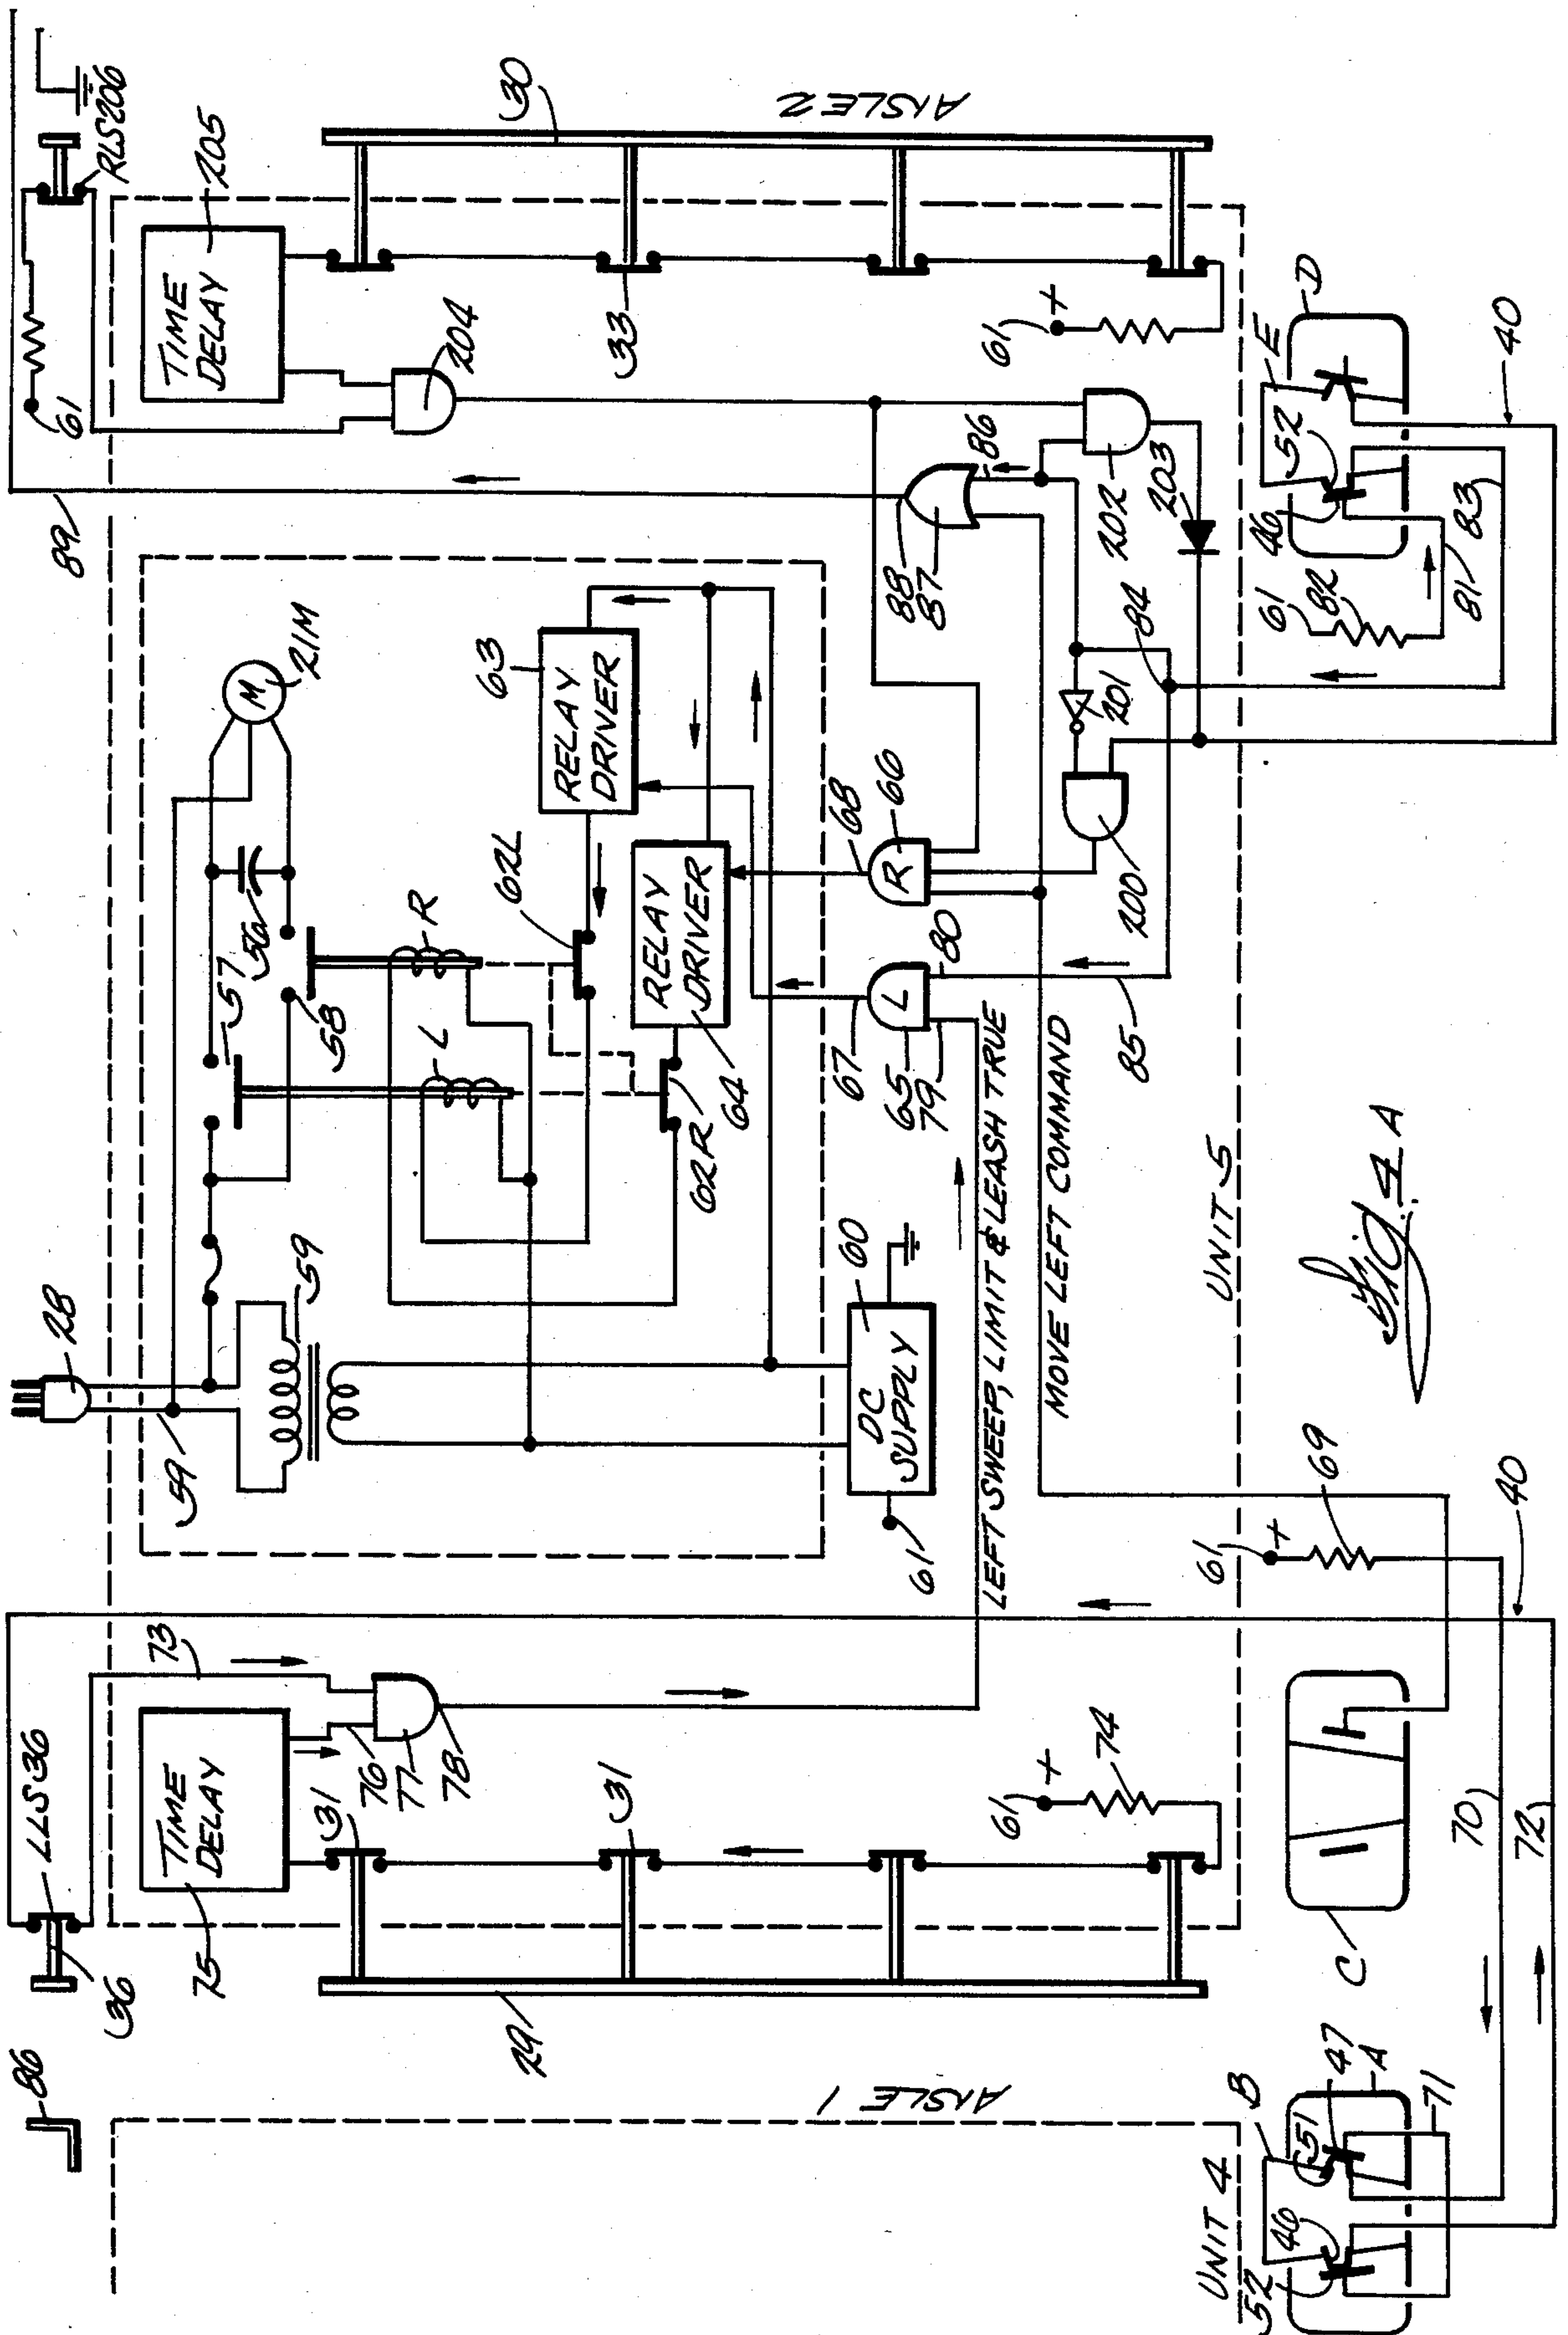 28
59
59
57
56
58
21M
R
L
62L
62R
RELAY
DRIVER
63
RELAY
DRIVER
64
M
DC
SUPPLY
60
61
89
61
RLS206
TIME
DELAY
205
204
33
30
AISLE 2
61 +
LLS36
36
86
73
TIME
DELAY
75
76
77
78
31
31
29
AISLE 1
61 +
74
L
67
65
79
80
R
68
66
LEFT SWEEP, LIMIT & LEASH TRUE
MOVE LEFT COMMAND
85
200
201
84
88
87
86
202
203
UNIT 5
UNIT 4
Fig. 4 A
61 +
69
40
70
72
C
B
52
46
51
47
A
71
61
82
81
83
46
52
E
D
40